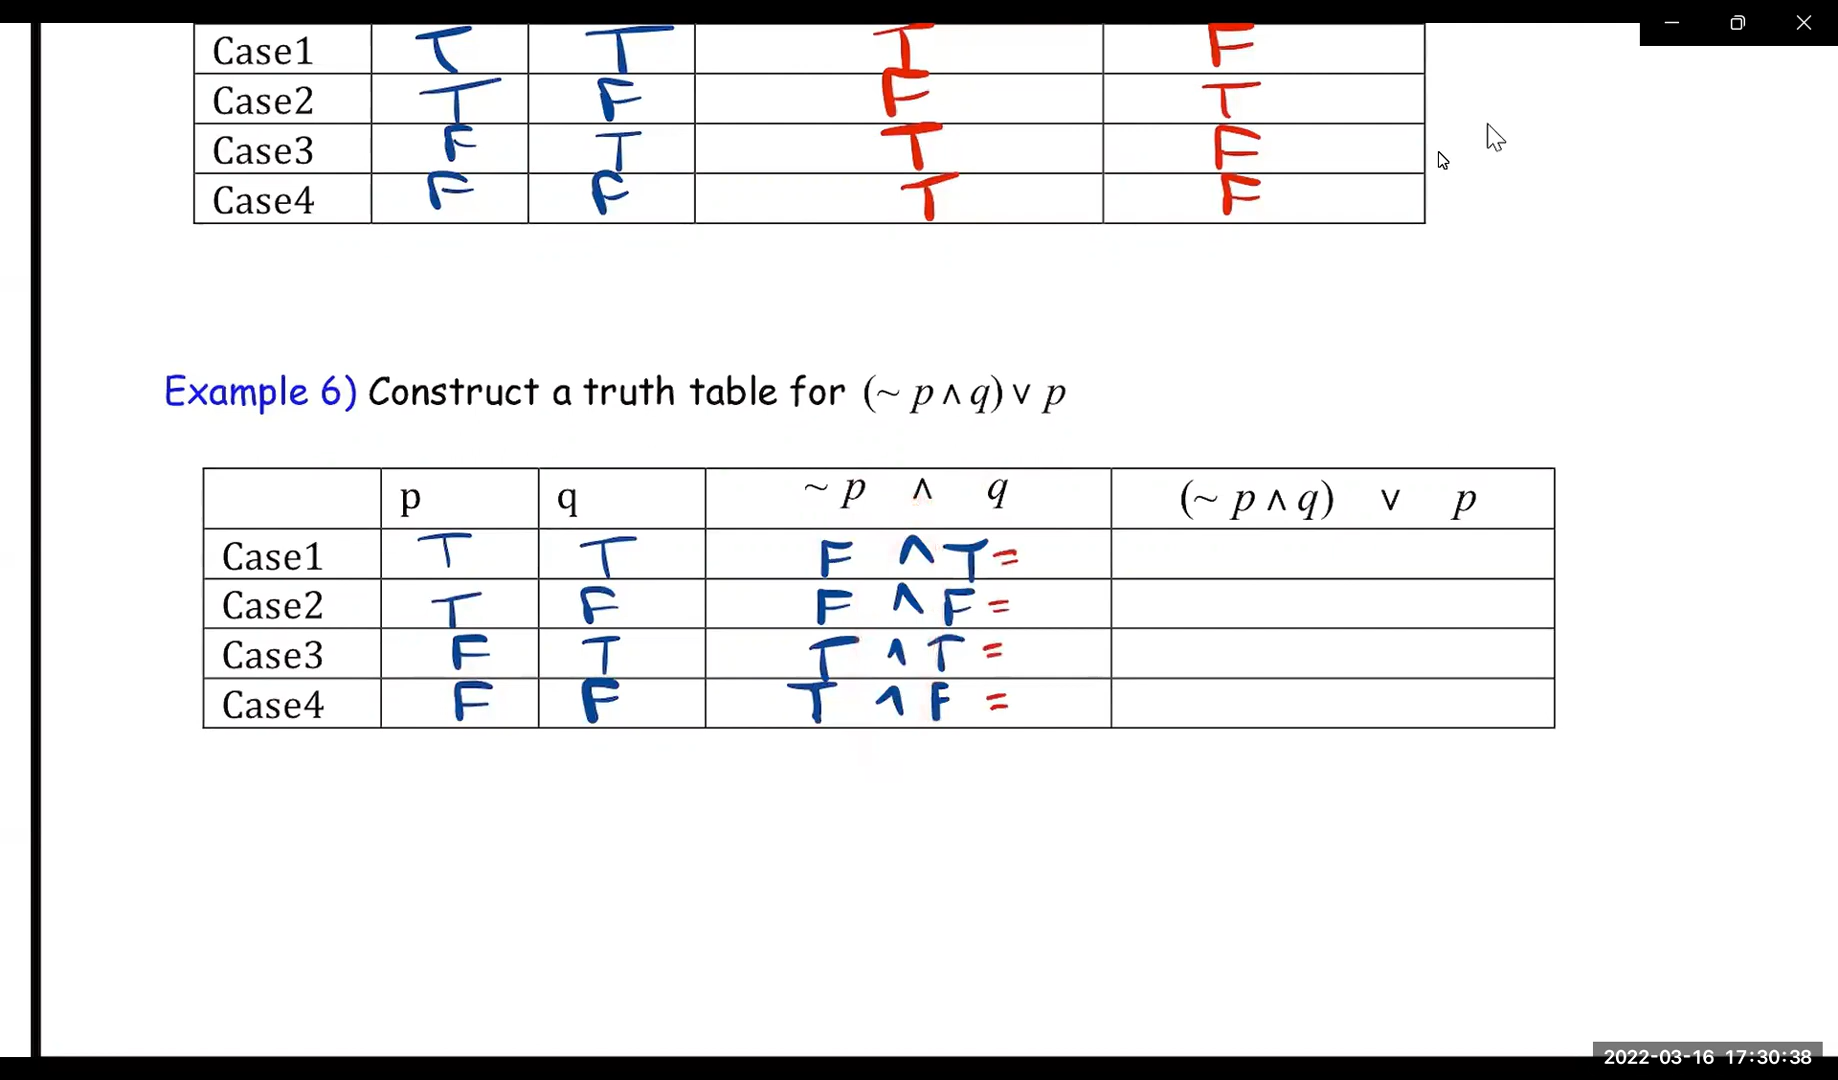 Case1 T T T F
Case2 T F F T
Case3 F T T F
Case4 F F T F
Example 6) Construct a truth table for (~ p ∧ q) ∨ p
p q ~ p ∧ q (~ p ∧ q) ∨ p
Case1 T T F ∧ T =
Case2 T F F ∧ F =
Case3 F T T ∧ T =
Case4 F F T ∧ F =
2022-03-16 17:30:38